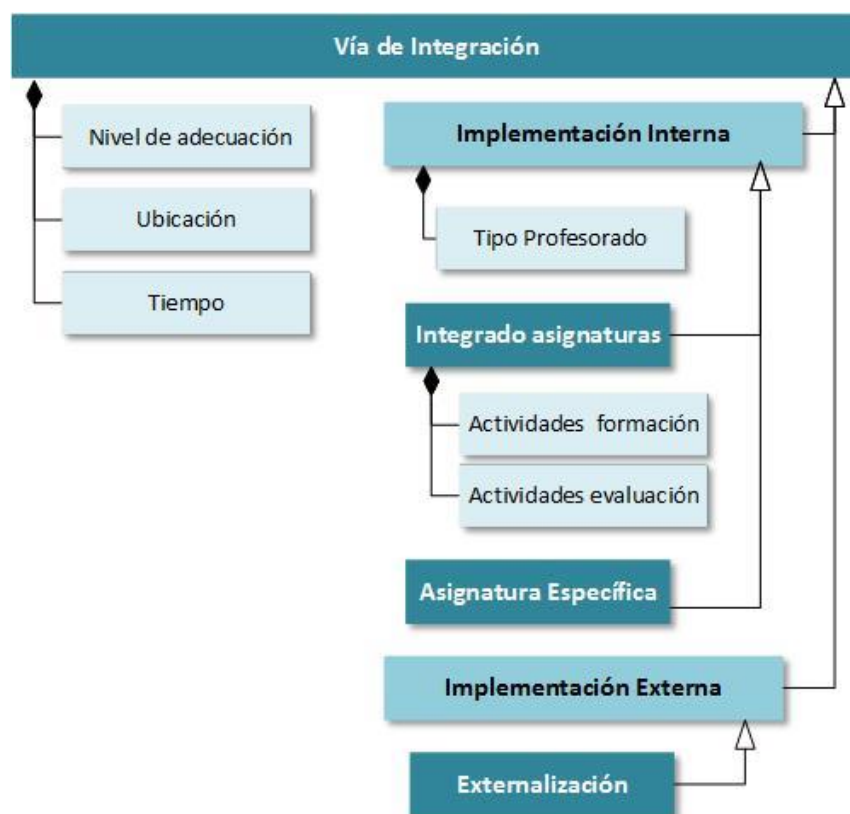 Vía de Integración
Nivel de adecuación
Ubicación
Tiempo
Implementación Interna
Tipo Profesorado
Integrado asignaturas
Actividades formación
Actividades evaluación
Asignatura Específica
Implementación Externa
Externalización